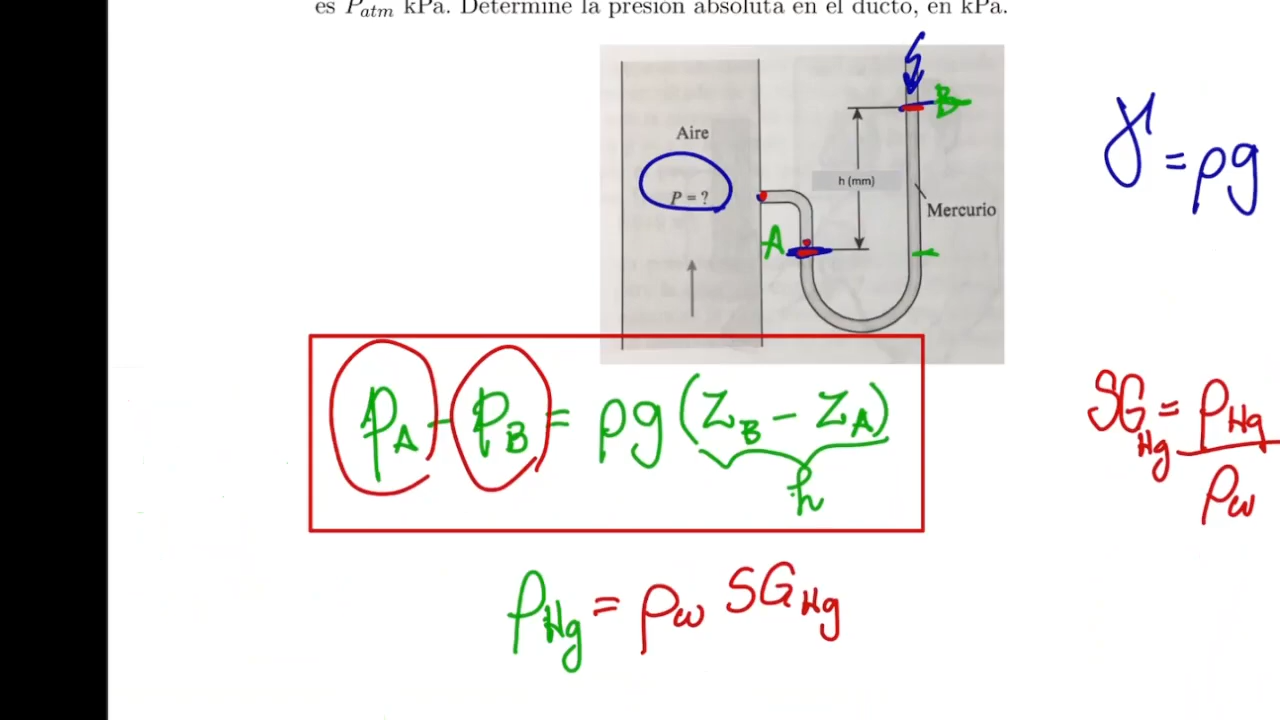 es P_atm kPa. Determine la presión absoluta en el ducto, en kPa.
B
Aire
h (mm)
P = ?
Mercurio
A
γ = ρg
p_A - p_B = ρg (z_B - z_A)
h
SG_Hg = ρ_Hg / ρ_w
ρ_Hg = ρ_w SG_Hg